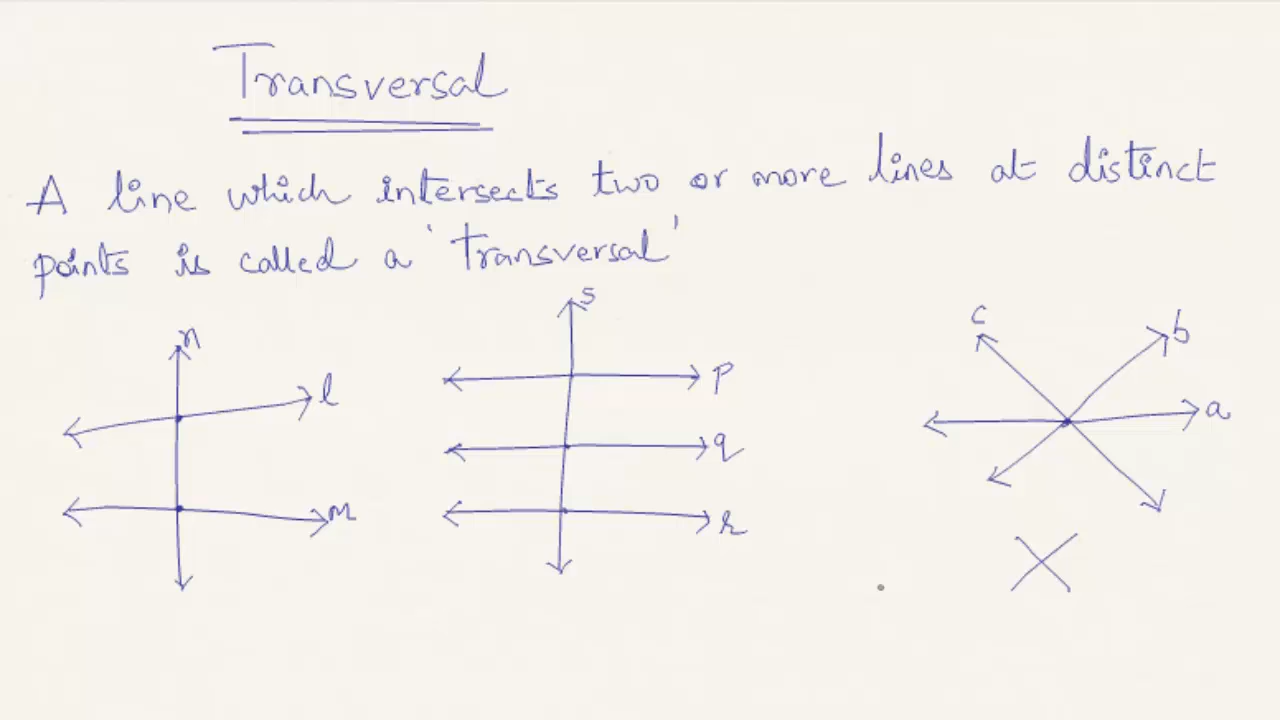 Transversal
A line which intersects two or more lines at distinct
points is called a 'transversal'
n
l
m
s
p
q
r
c
b
a